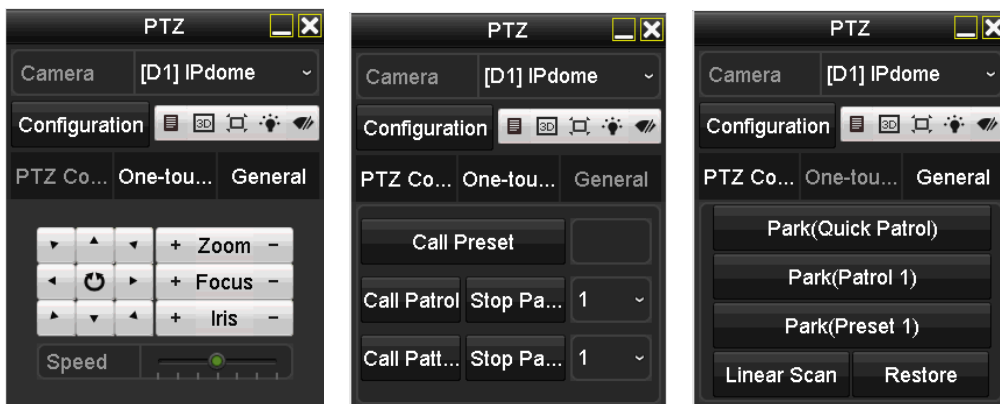 PTZ
Camera [D1] IPdome
Configuration 3D
PTZ Co... One-tou... General
+ Zoom -
+ Focus -
+ Iris -
Speed
PTZ
Camera [D1] IPdome
Configuration 3D
PTZ Co... One-tou... General
Call Preset
Call Patrol Stop Pa... 1
Call Patt... Stop Pa... 1
PTZ
Camera [D1] IPdome
Configuration 3D
PTZ Co... One-tou... General
Park(Quick Patrol)
Park(Patrol 1)
Park(Preset 1)
Linear Scan Restore